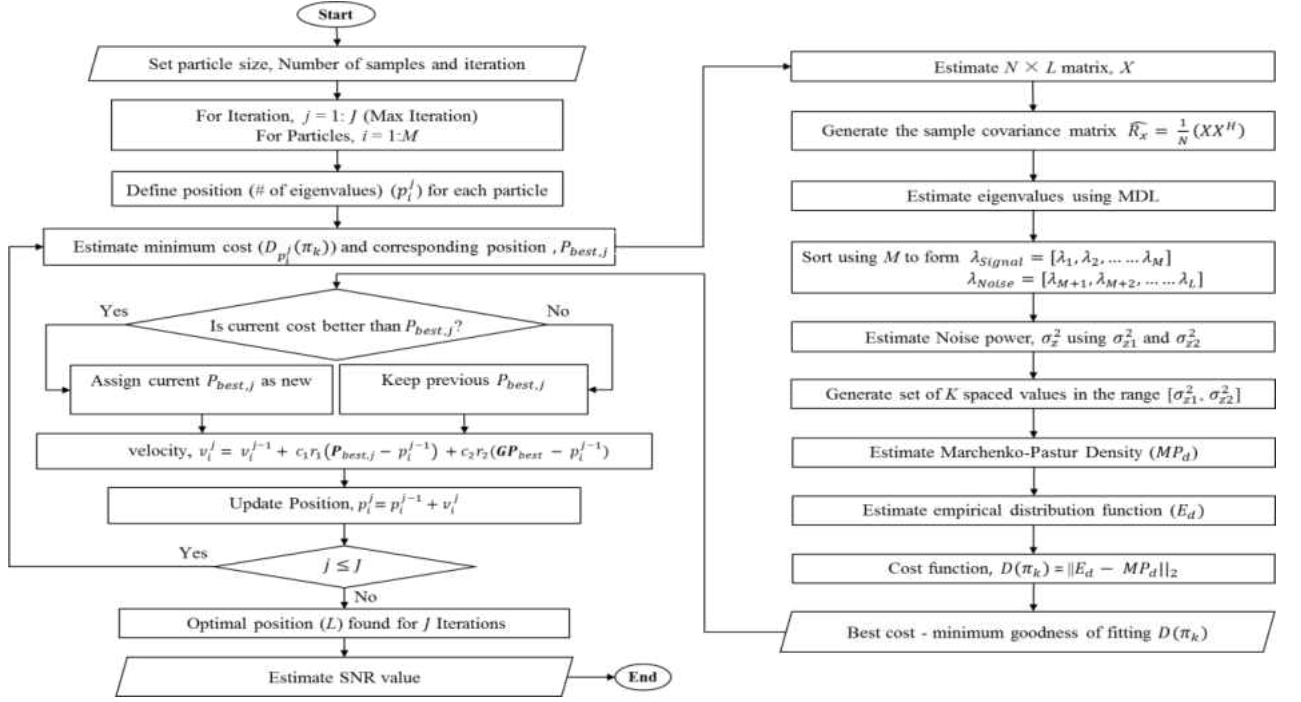 Start
Set particle size, Number of samples and iteration
For Iteration, j = 1: J (Max Iteration)
For Particles, i = 1:M
Define position (# of eigenvalues) (p_i^j) for each particle
Estimate minimum cost (D_{p_i^j}(π_k)) and corresponding position , P_{best,j}
Yes
Is current cost better than P_{best,j}?
No
Assign current P_{best,j} as new
Keep previous P_{best,j}
velocity, v_i^j = v_i^{j-1} + c_1r_1(P_{best,j} − p_i^{j-1}) + c_2r_2(GP_{best} − p_i^{j-1})
Update Position, p_i^j = p_i^{j-1} + v_i^j
Yes
j ≤ J
No
Optimal position (L) found for J Iterations
Estimate SNR value
End
Estimate N × L matrix, X
Generate the sample covariance matrix \widehat{R_x} = \frac{1}{N}(XX^H)
Estimate eigenvalues using MDL
Sort using M to form λ_{Signal} = [λ_1, λ_2, … … λ_M]
λ_{Noise} = [λ_{M+1}, λ_{M+2}, … … λ_L]
Estimate Noise power, σ_z^2 using σ_{z1}^2 and σ_{z2}^2
Generate set of K spaced values in the range [σ_{z1}^2, σ_{z2}^2]
Estimate Marchenko-Pastur Density (MP_d)
Estimate empirical distribution function (E_d)
Cost function, D(π_k) = ||E_d − MP_d||_2
Best cost - minimum goodness of fitting D(π_k)